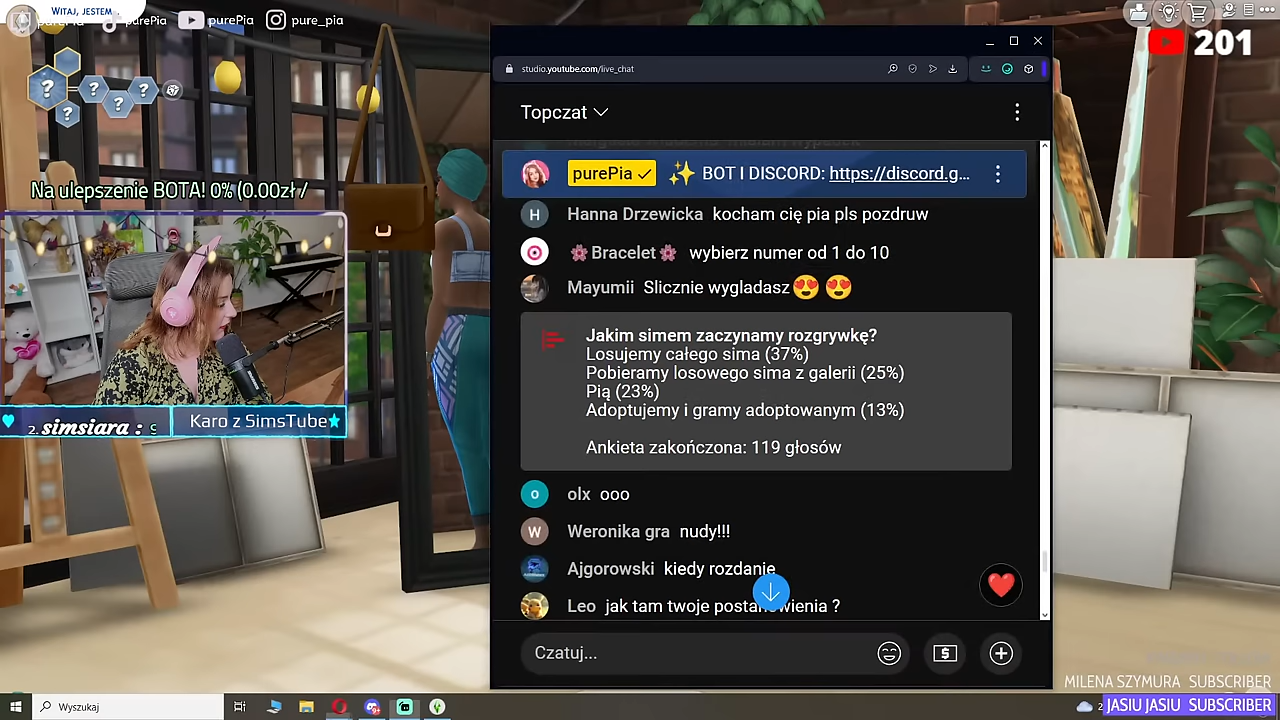 WITAJ, JESTEM
purePia
purePia
pure_pia
201
Na ulepszenie BOTA! 0% (0.00zł /
2. simsiara :
Karo z SimsTube
studio.youtube.com/live_chat
Topczat
purePia ✓ ✨ BOT I DISCORD: https://discord.g...
H Hanna Drzewicka kocham cię pia pls pozdruw
🌸Bracelet🌸 wybierz numer od 1 do 10
Mayumii Slicznie wygladasz😍 😍
Jakim simem zaczynamy rozgrywkę?
Losujemy całego sima (37%)
Pobieramy losowego sima z galerii (25%)
Pią (23%)
Adoptujemy i gramy adoptowanym (13%)
Ankieta zakończona: 119 głosów
o olx ooo
W Weronika gra nudy!!!
Ajgorowski kiedy rozdanie
Leo jak tam twoje postanowienia ?
Czatuj...
MILENA SZYMURA SUBSCRIBER
JASIU JASIU SUBSCRIBER
Wyszukaj